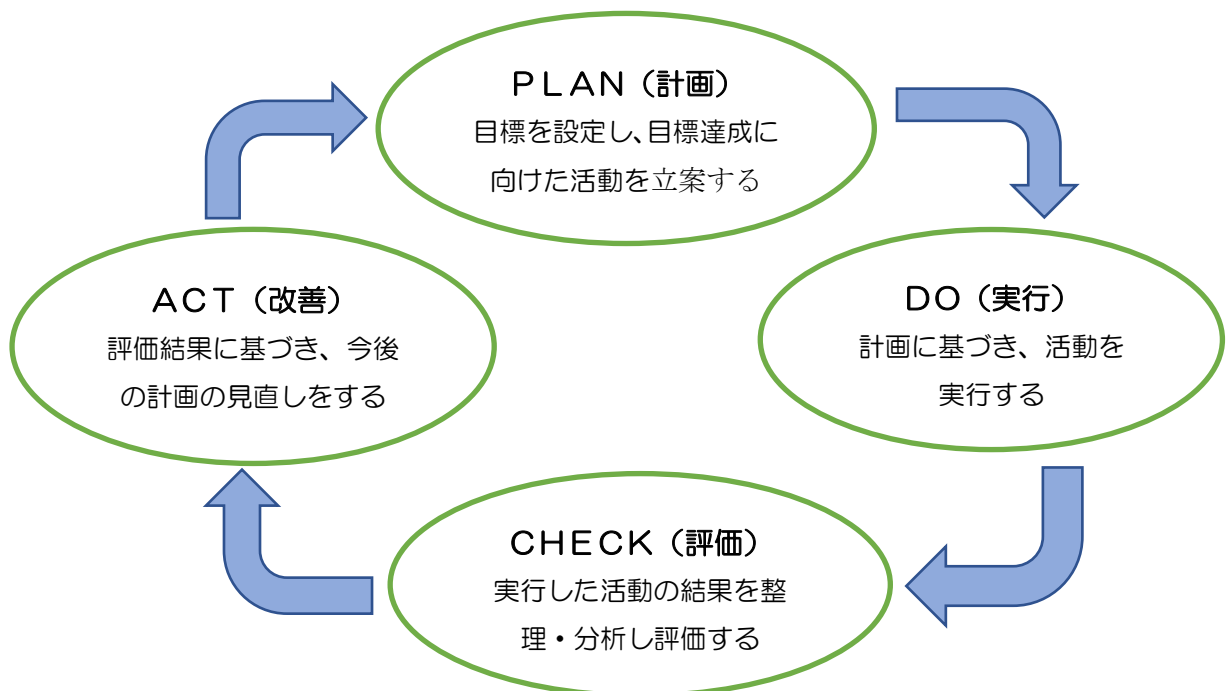 ＰＬＡＮ（計画）
目標を設定し、目標達成に
向けた活動を立案する
ＤＯ（実行）
計画に基づき、活動を
実行する
ＣＨＥＣＫ（評価）
実行した活動の結果を整
理・分析し評価する
ＡＣＴ（改善）
評価結果に基づき、今後
の計画の見直しをする